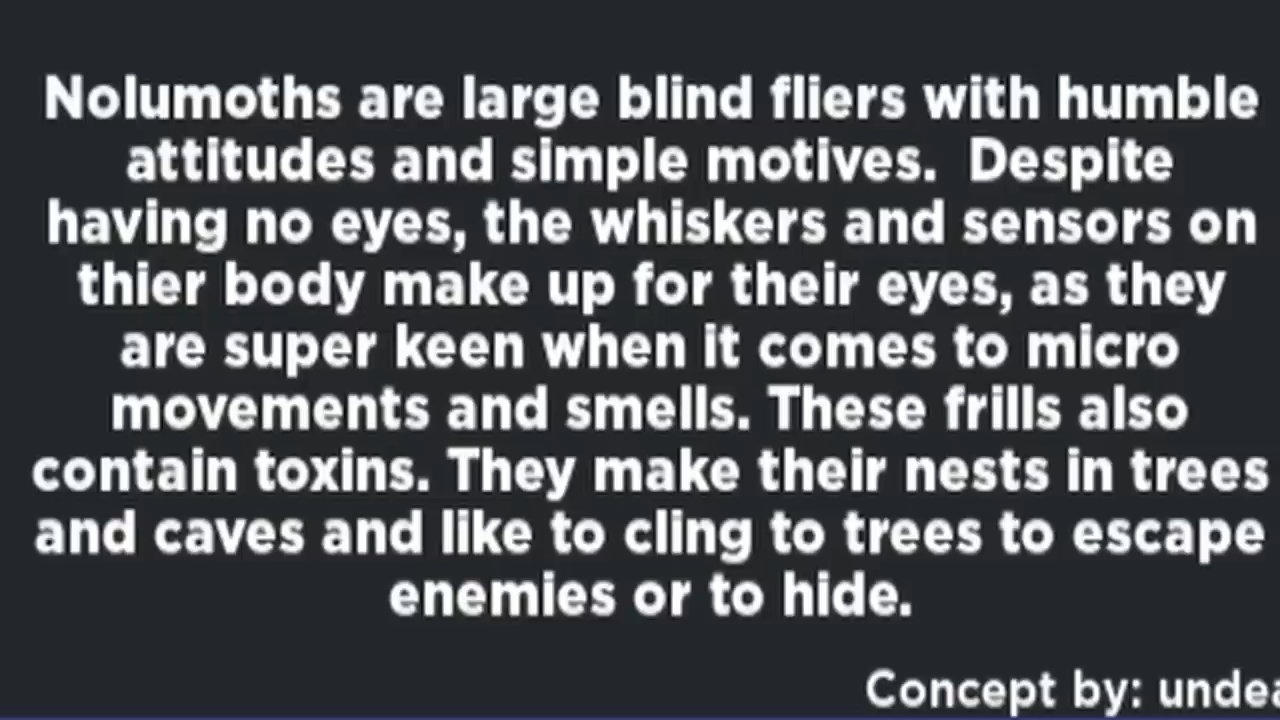 Nolumoths are large blind fliers with humble
attitudes and simple motives.  Despite
having no eyes, the whiskers and sensors on
thier body make up for their eyes, as they
are super keen when it comes to micro
movements and smells. These frills also
contain toxins. They make their nests in trees
and caves and like to cling to trees to escape
enemies or to hide.
Concept by: